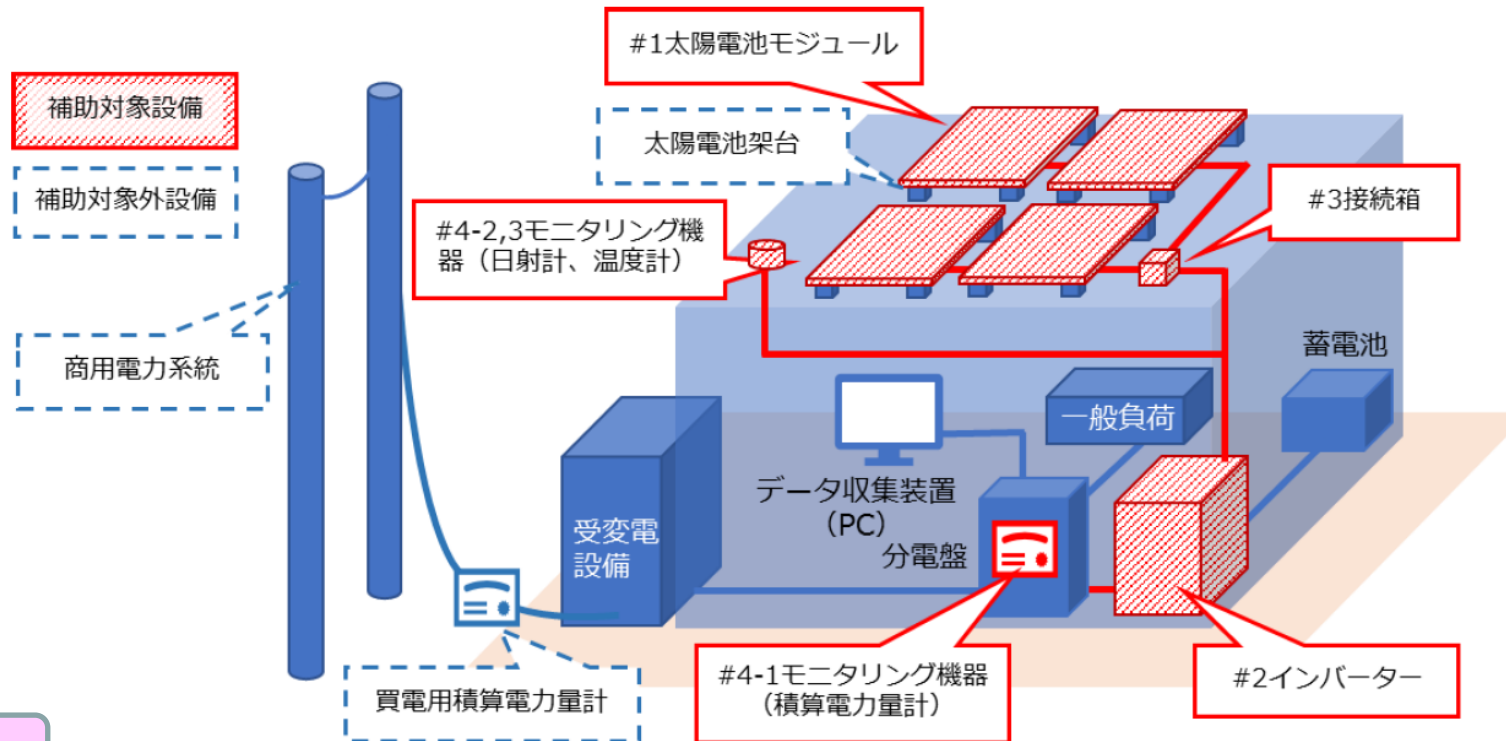 #1太陽電池モジュール
補助対象設備
太陽電池架台
補助対象外設備
#3接続箱
#4-2,3モニタリング機
器（日射計、温度計）
商用電力系統
蓄電池
一般負荷
データ収集装置
（PC）
分電盤
受変電
設備
#4-1モニタリング機器
（積算電力量計）
#2インバーター
買電用積算電力量計